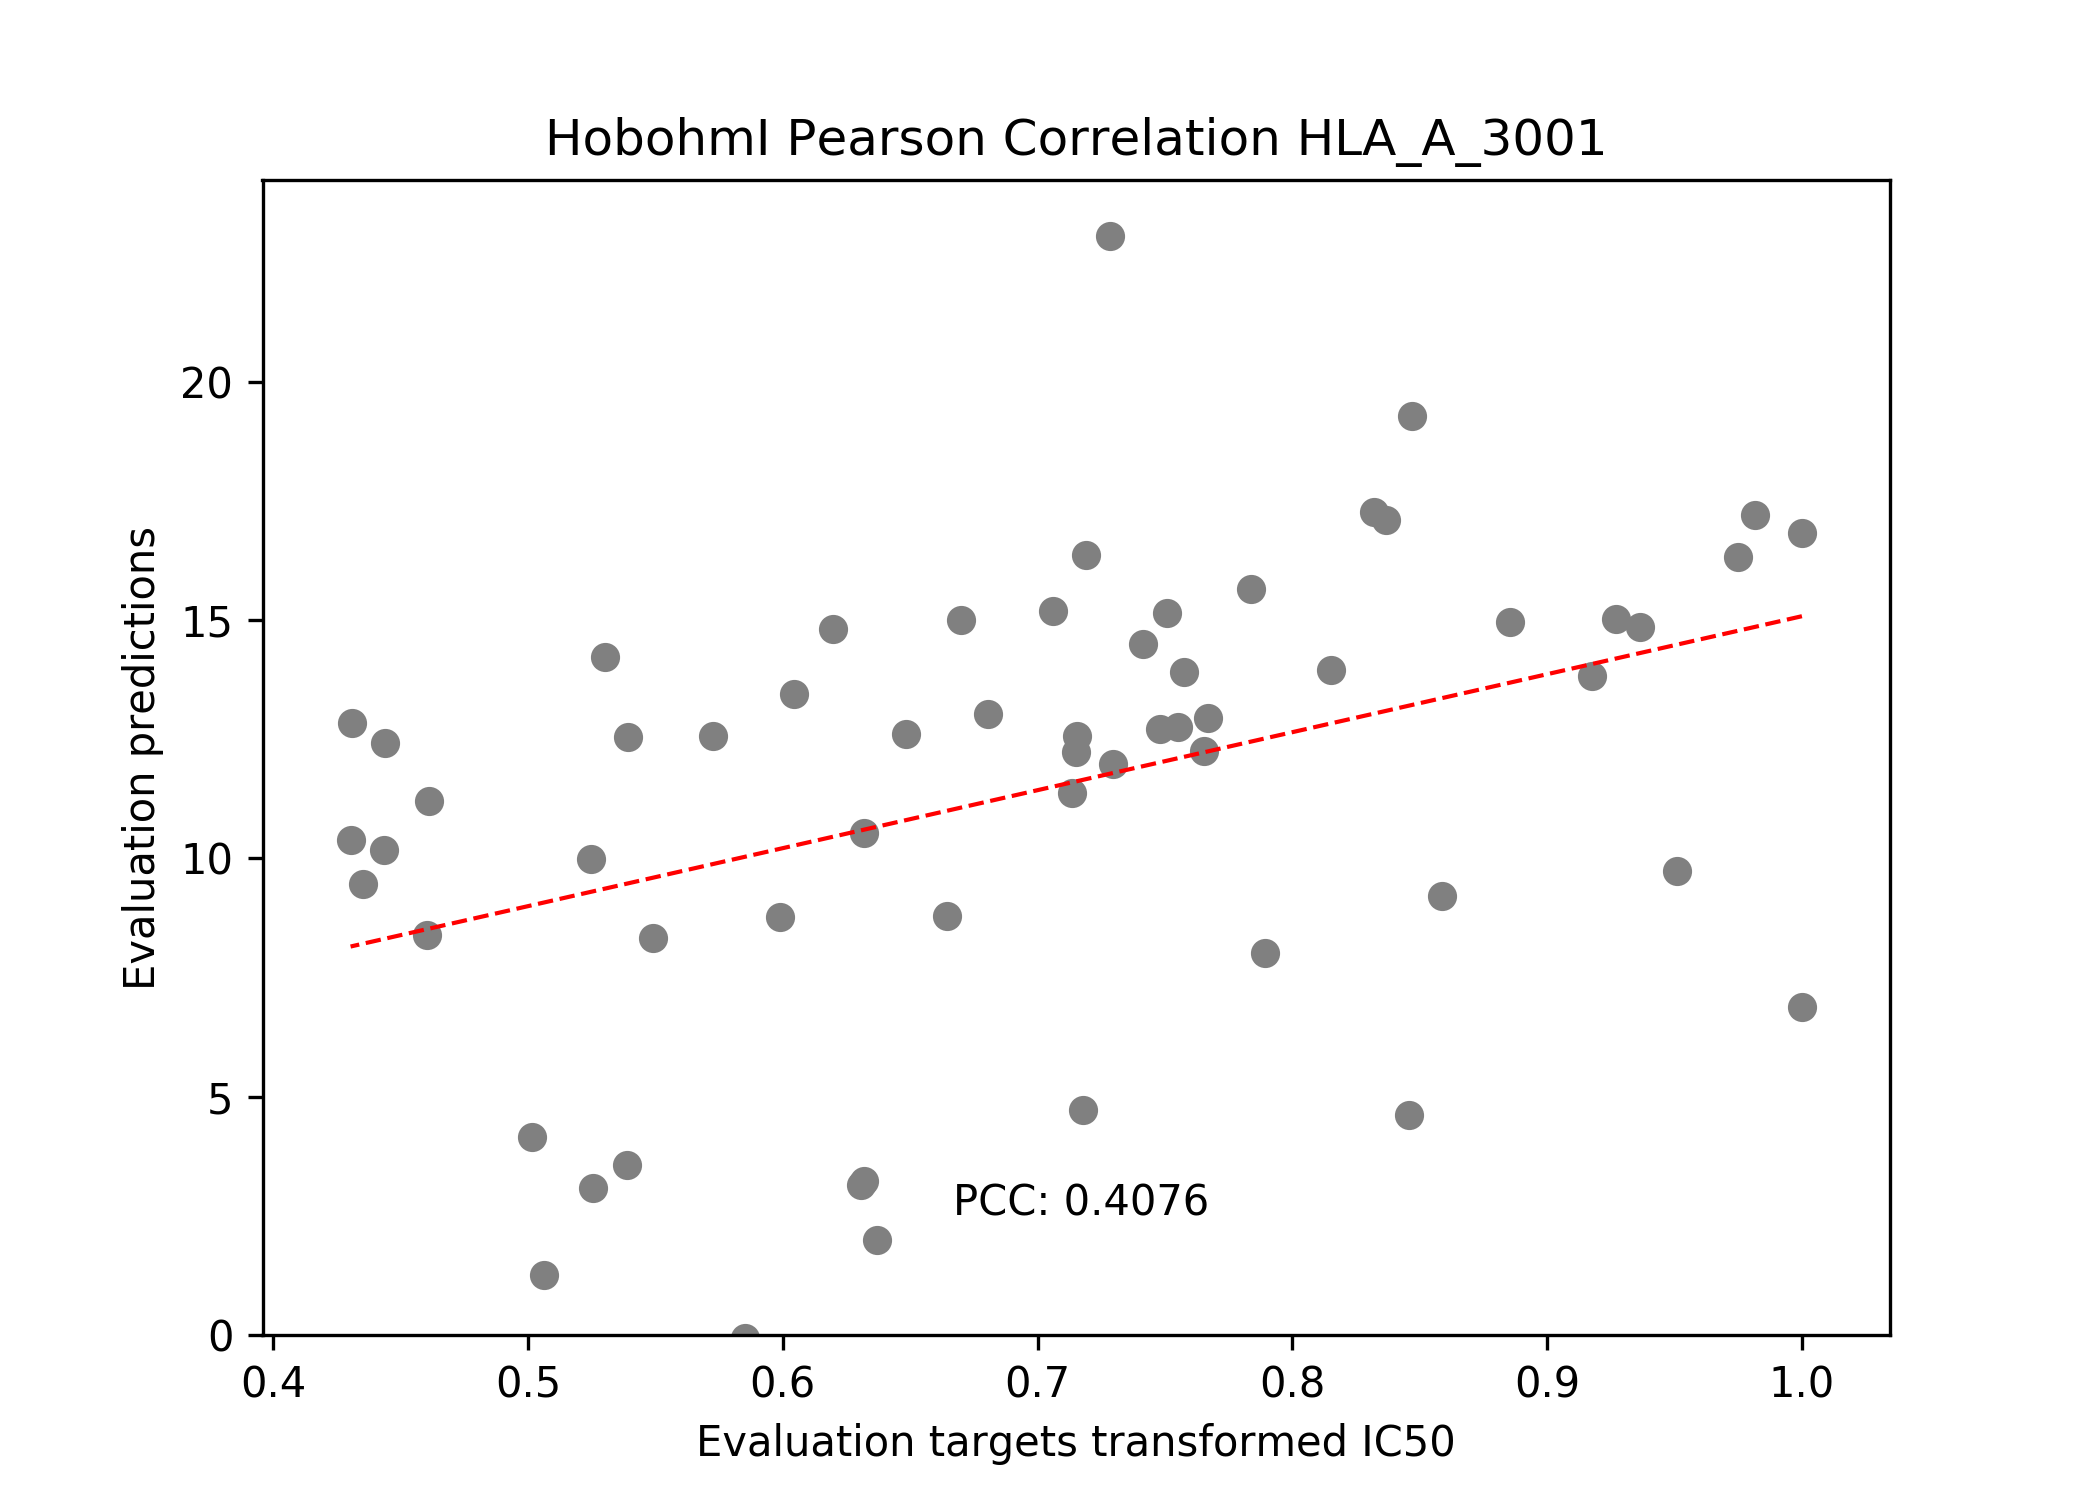 HobohmI Pearson Correlation HLA_A_3001
Evaluation predictions
20
15
10
5
0
PCC: 0.4076
0.4 0.5 0.6 0.7 0.8 0.9 1.0
Evaluation targets transformed IC50